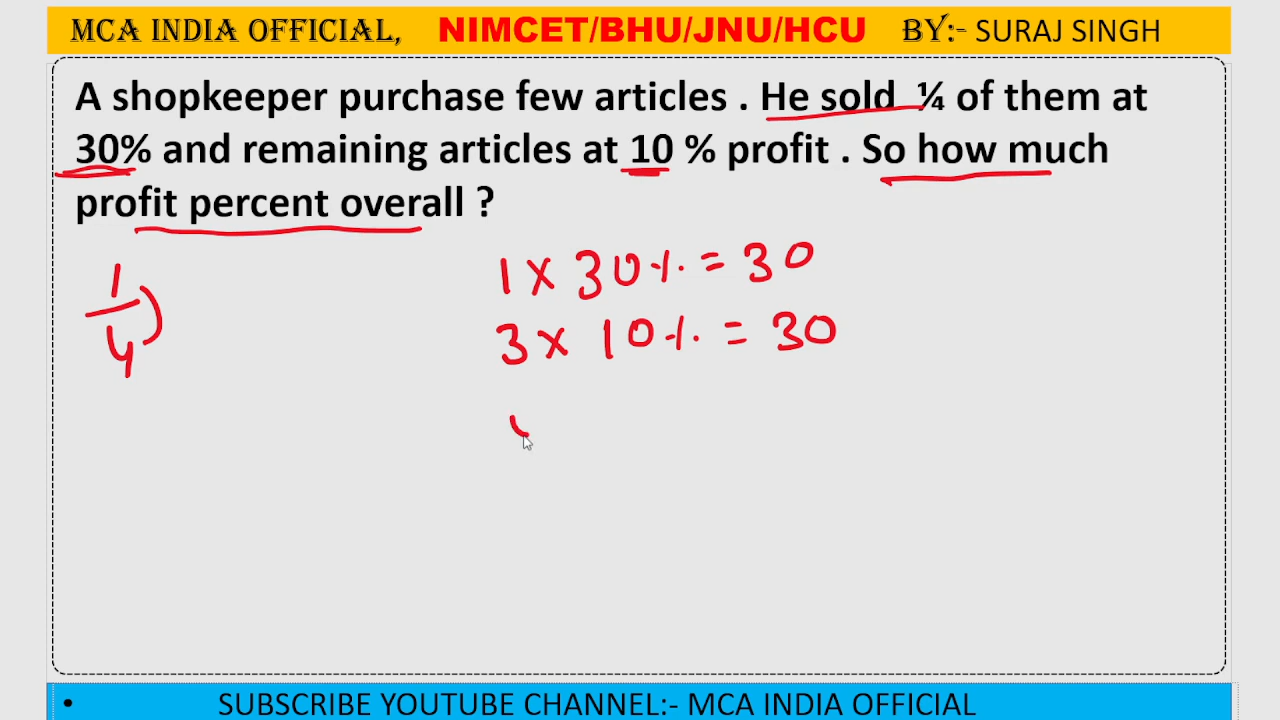 MCA INDIA OFFICIAL, NIMCET/BHU/JNU/HCU BY:- SURAJ SINGH
A shopkeeper purchase few articles . He sold ¼ of them at
30% and remaining articles at 10 % profit . So how much
profit percent overall ?
1/4
1 x 30% = 30
3 x 10% = 30
• SUBSCRIBE YOUTUBE CHANNEL:- MCA INDIA OFFICIAL